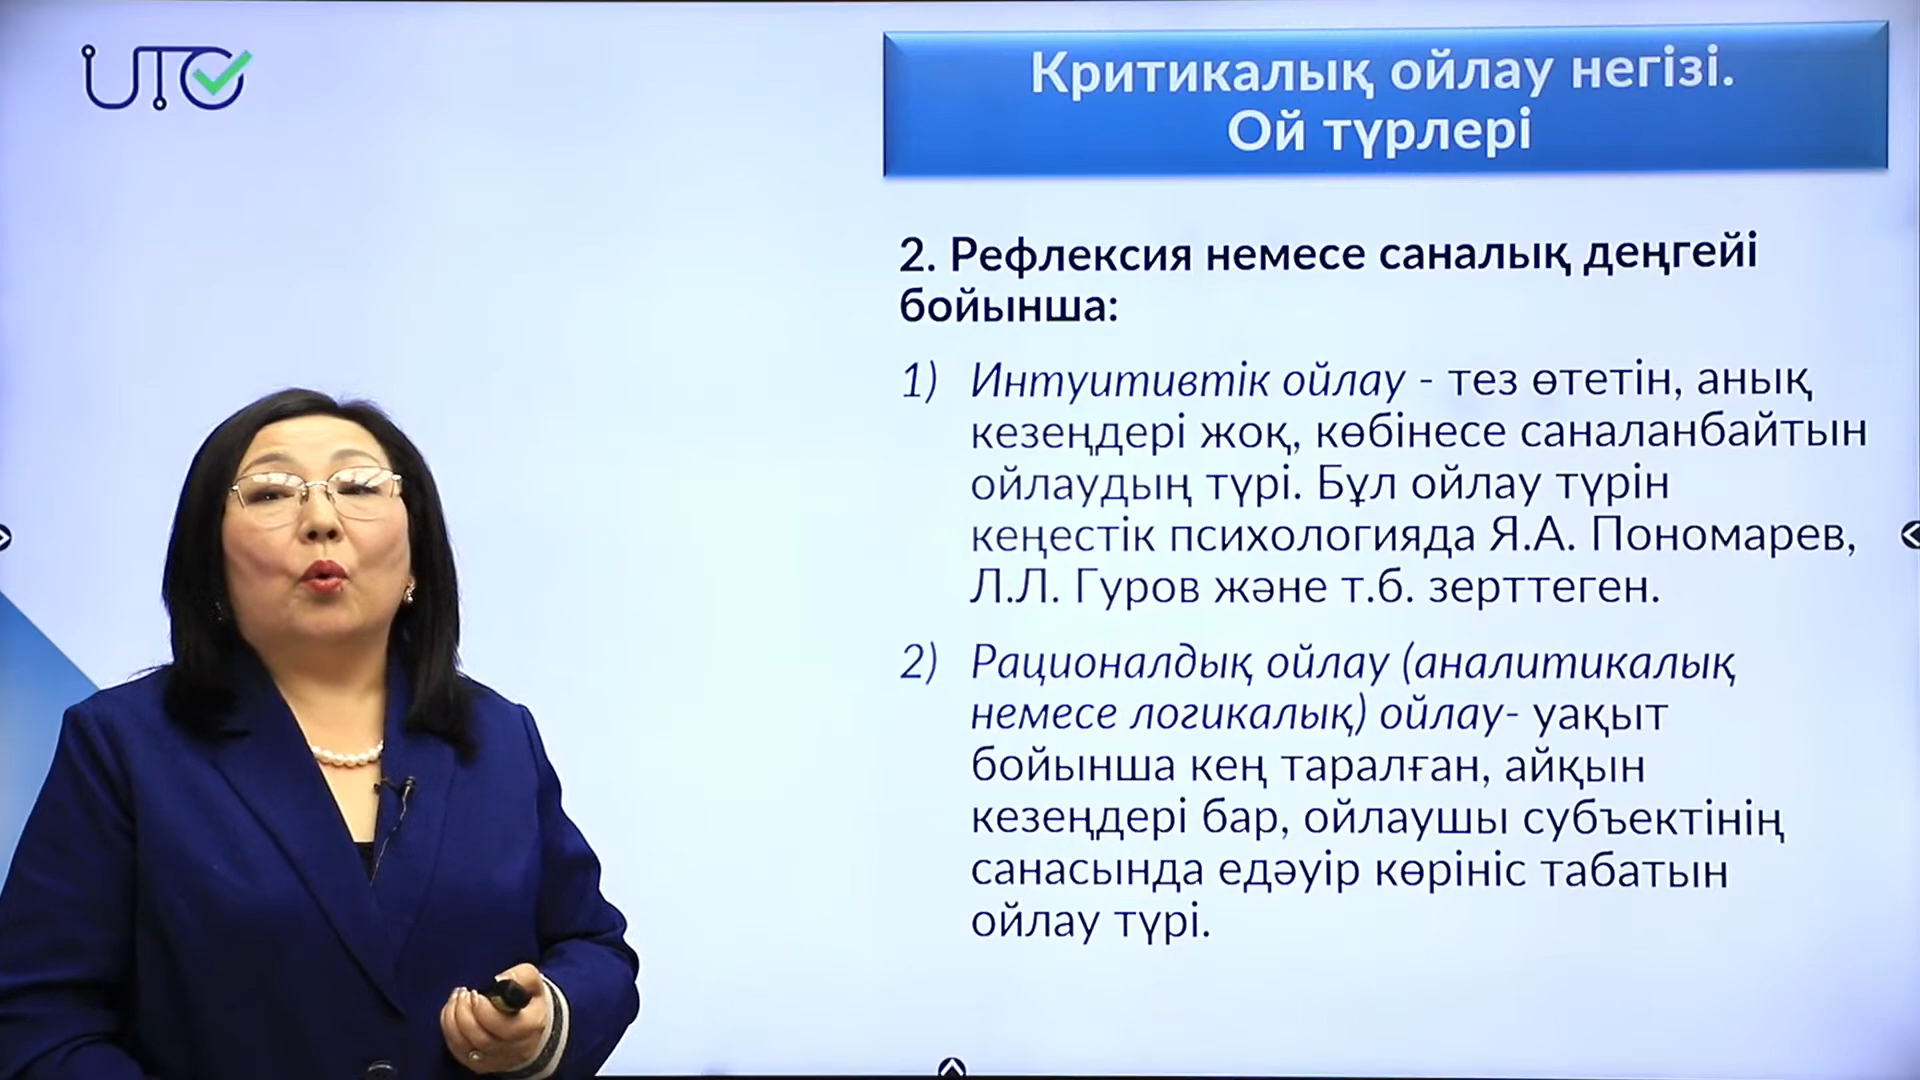 UTO
Критикалық ойлау негізі.
Ой түрлері
2. Рефлексия немесе саналық деңгейі
бойынша:
1) Интуитивтік ойлау - тез өтетін, анық
кезеңдері жоқ, көбінесе саналанбайтын
ойлаудың түрі. Бұл ойлау түрін
кеңестік психологияда Я.А. Пономарев,
Л.Л. Гуров және т.б. зерттеген.
2) Рационалдық ойлау (аналитикалық
немесе логикалық) ойлау- уақыт
бойынша кең таралған, айқын
кезеңдері бар, ойлаушы субъектінің
санасында едәуір көрініс табатын
ойлау түрі.